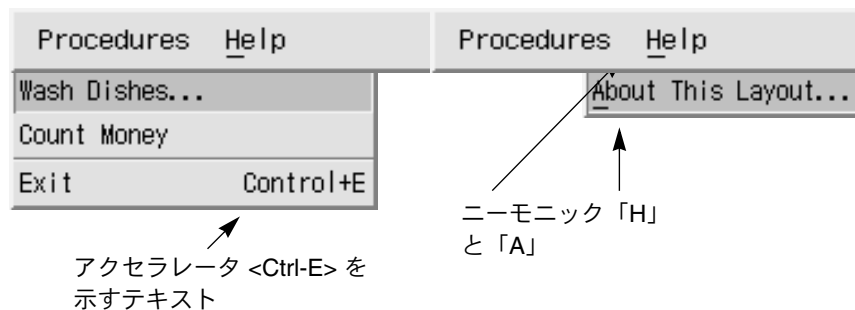 Procedures Help
Wash Dishes...
Count Money
Exit Control+E
アクセラレータ <Ctrl-E> を
示すテキスト
Procedures Help
About This Layout...
ニーモニック「H」
と「A」